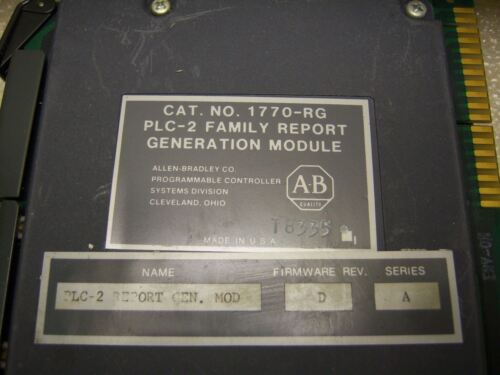 CAT. NO. 1770-RG
PLC-2 FAMILY REPORT
GENERATION MODULE
ALLEN-BRADLEY CO.
PROGRAMMABLE CONTROLLER
SYSTEMS DIVISION
CLEVELAND, OHIO
A-B
QUALITY
T6335
MADE IN U.S.A.
NAME FIRMWARE REV. SERIES
PLC-2 REPORT GEN. MOD D A